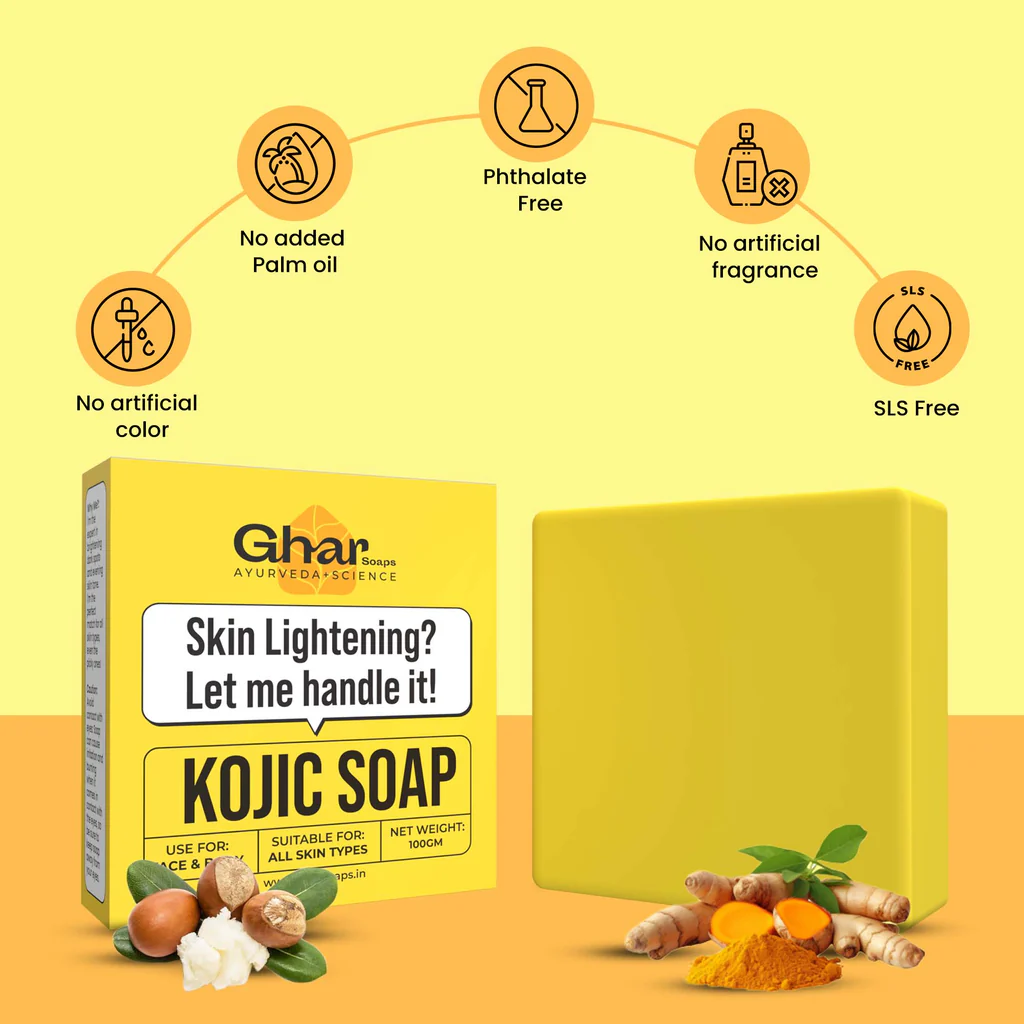 Phthalate
Free
No added
Palm oil
No artificial
fragrance
SLS
FREE
No artificial
color
SLS Free
Ghar
Soaps
AYURVEDA+SCIENCE
Skin Lightening?
Let me handle it!
KOJIC SOAP
USE FOR:
SUITABLE FOR:
ALL SKIN TYPES
NET WEIGHT:
100GM